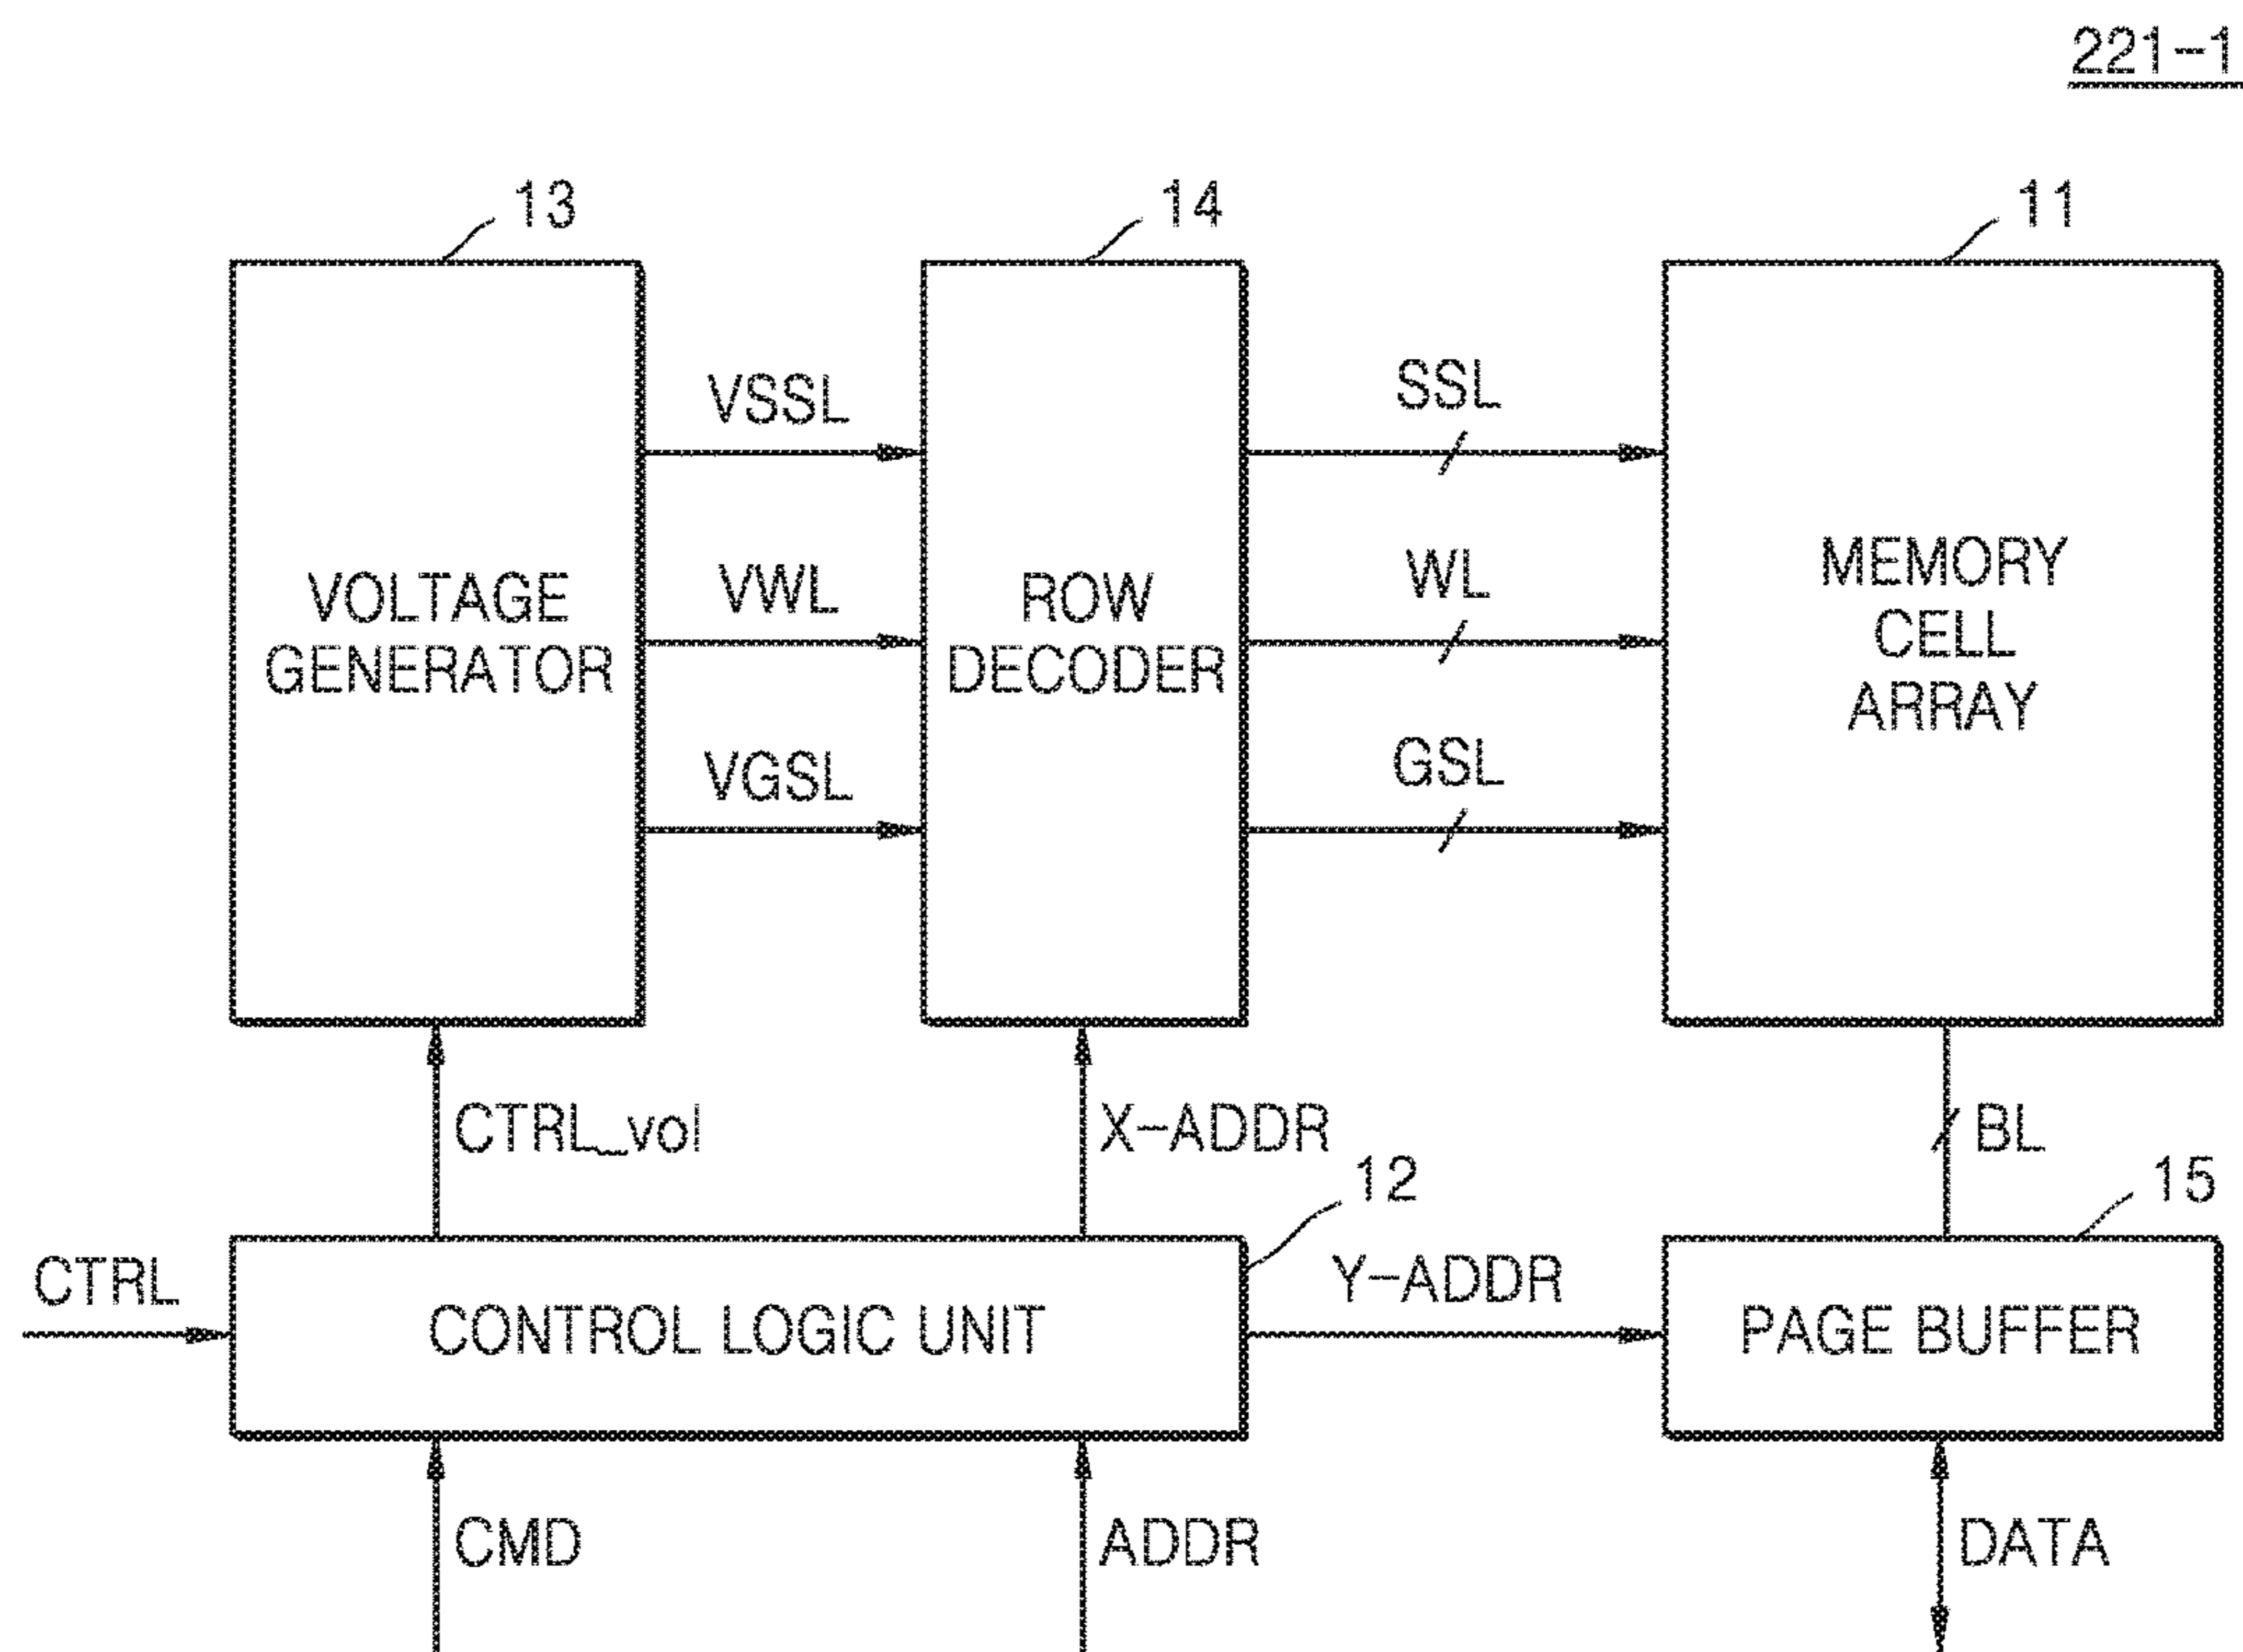 221-1
13
14
11
VSSL
SSL
VWL
WL
VOLTAGE
GENERATOR
ROW
DECODER
MEMORY
CELL
ARRAY
VGSL
GSL
CTRL_vol
X-ADDR
BL
12
15
CTRL
Y-ADDR
CONTROL LOGIC UNIT
PAGE BUFFER
CMD
ADDR
DATA